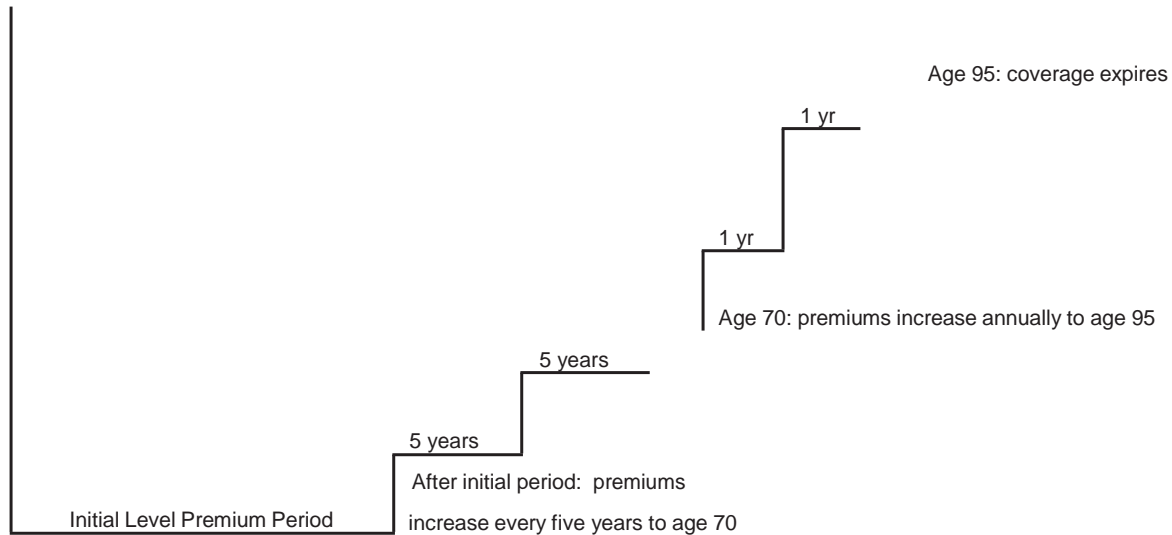 Age 95: coverage expires
1 yr
1 yr
Age 70: premiums increase annually to age 95
5 years
5 years
After initial period: premiums
Initial Level Premium Period
increase every five years to age 70